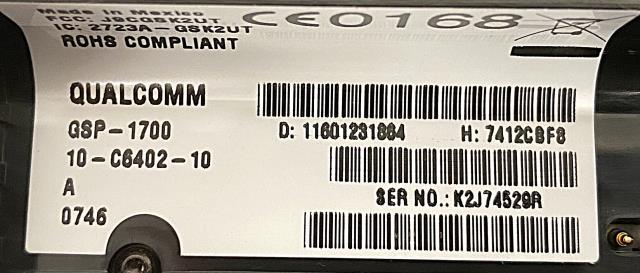 Made in Mexico
FCC: J9CGSK2UT
IC: 2723A-GSK2UT
CE0168
ROHS COMPLIANT
QUALCOMM
GSP-1700
D: 11601231864 H: 7412CBF8
10-C6402-10
A
SER NO.: K2J74529R
0746